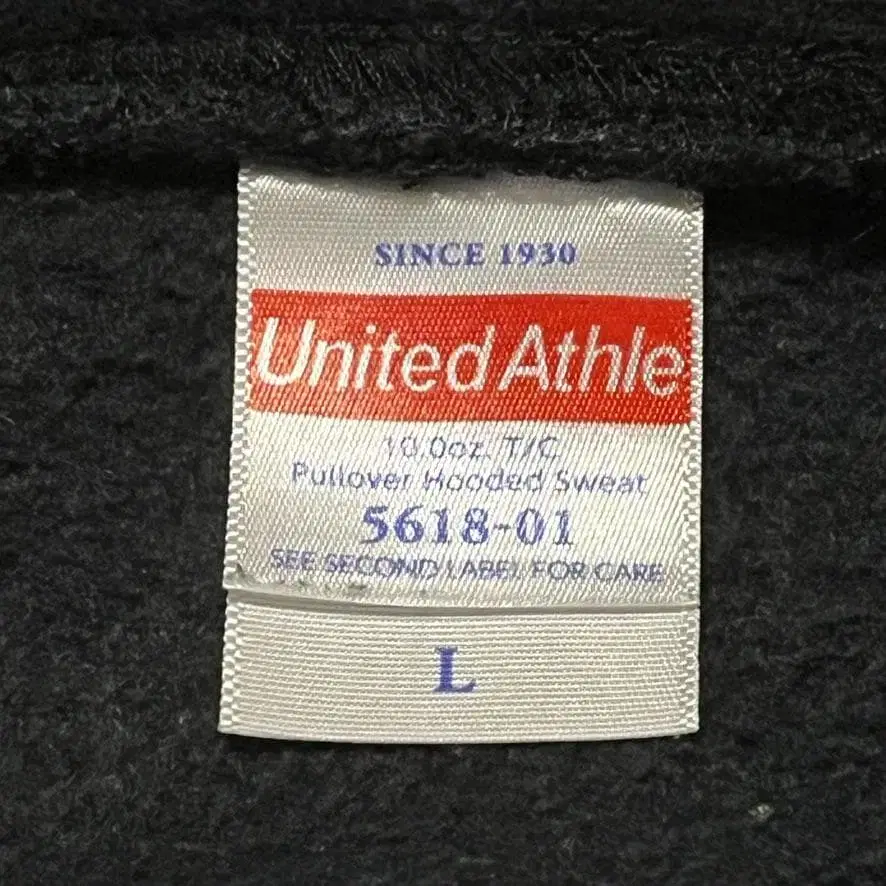 SINCE 1930
United Athle
10.0oz. T/C
Pullover Hooded Sweat
5618-01
SEE SECOND LABEL FOR CARE
L